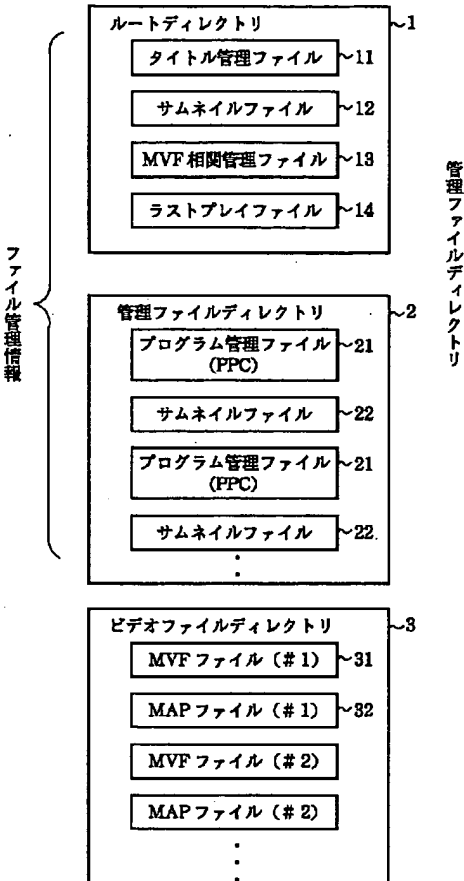 ルートディレクトリ ~1
タイトル管理ファイル ~11
サムネイルファイル ~12
MVF相関管理ファイル ~13
ラストプレイファイル ~14
管理ファイルディレクトリ
ファイル管理情報
管理ファイルディレクトリ ~2
プログラム管理ファイル ~21
(PPC)
サムネイルファイル ~22
プログラム管理ファイル ~21
(PPC)
サムネイルファイル ~22
ビデオファイルディレクトリ ~3
MVFファイル(#1) ~31
MAPファイル(#1) ~32
MVFファイル(#2)
MAPファイル(#2)